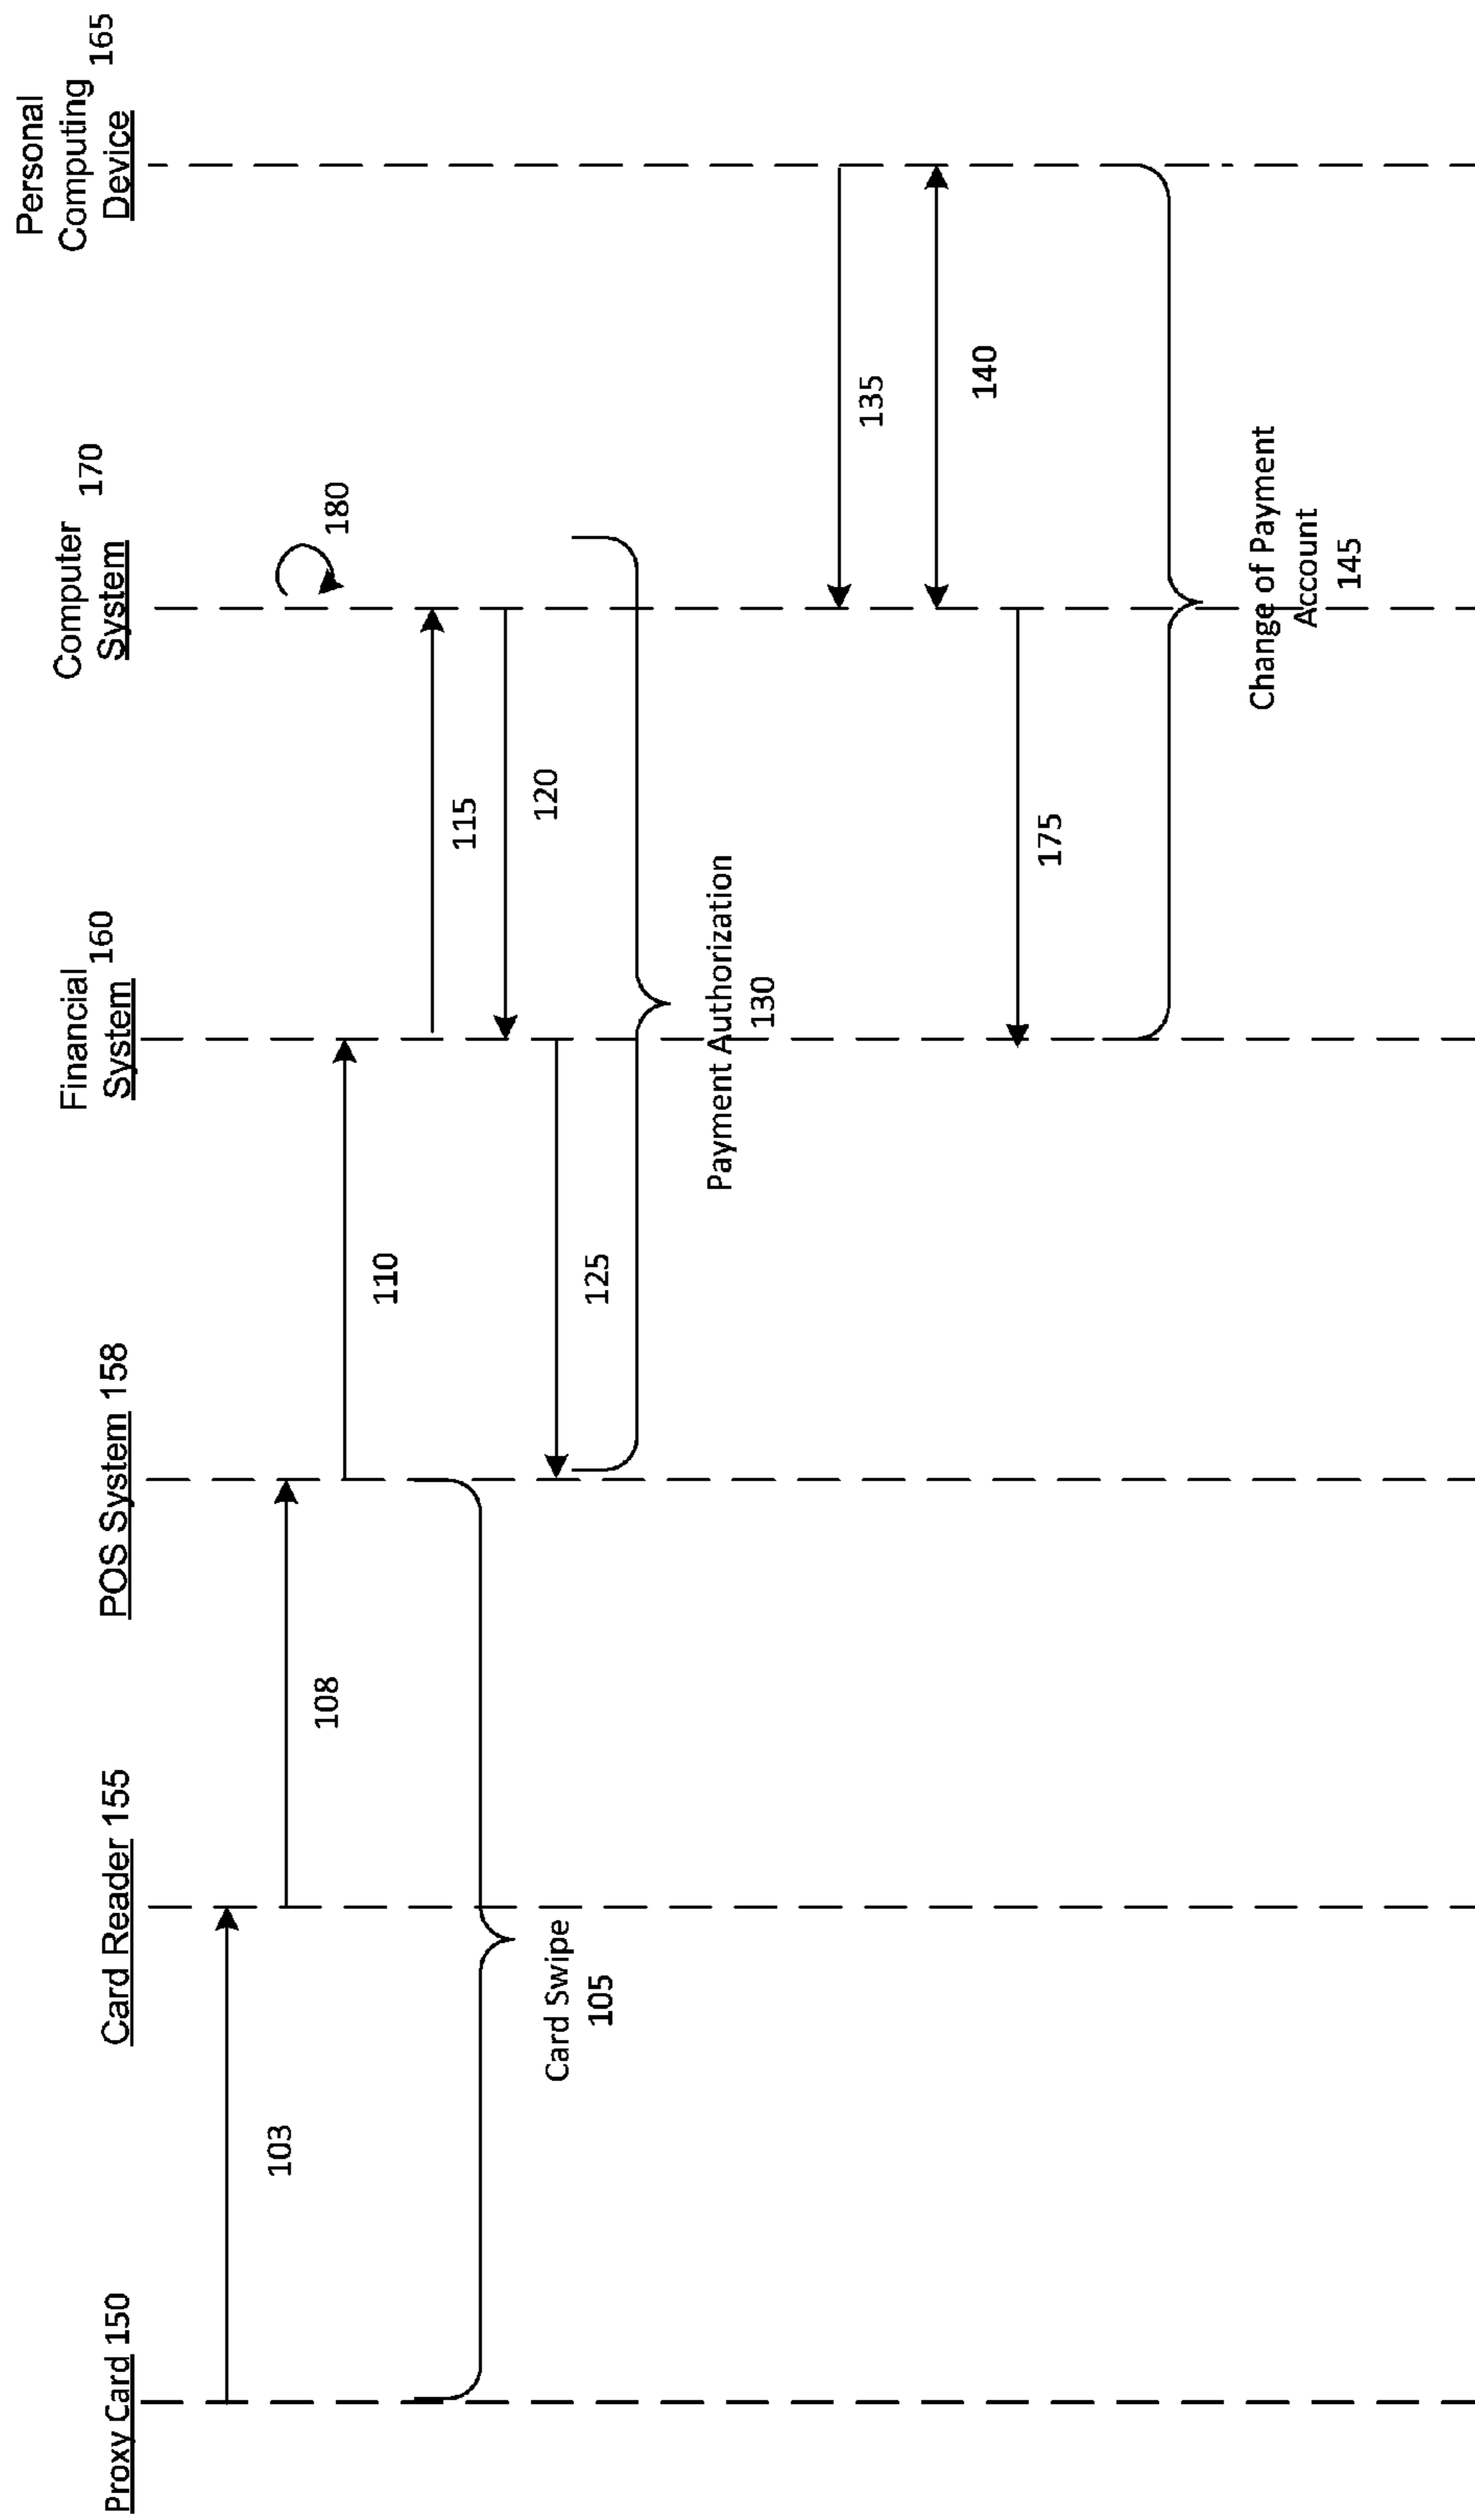 Proxy Card 150
Card Reader 155
POS System 158
Financial
System 160
Computer
System 170
Personal
Computing
Device 165
103
108
180
110
115
120
125
Card Swipe
105
Payment Authorization
130
135
140
175
Change of Payment
Account
145